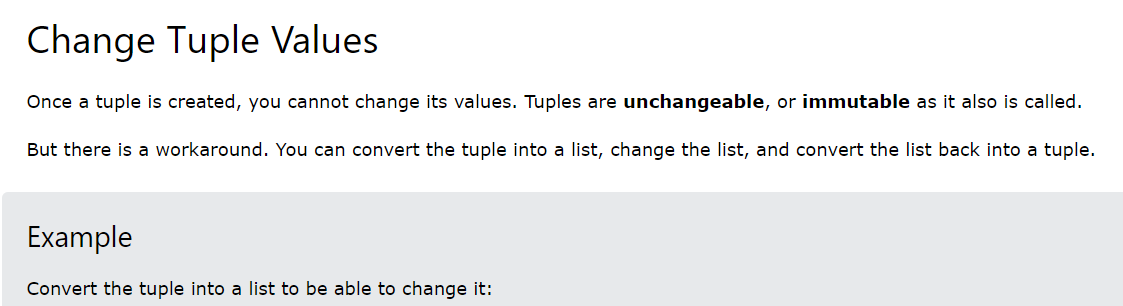 Change Tuple Values
Once a tuple is created, you cannot change its values. Tuples are unchangeable, or immutable as it also is called.
But there is a workaround. You can convert the tuple into a list, change the list, and convert the list back into a tuple.
Example
Convert the tuple into a list to be able to change it: